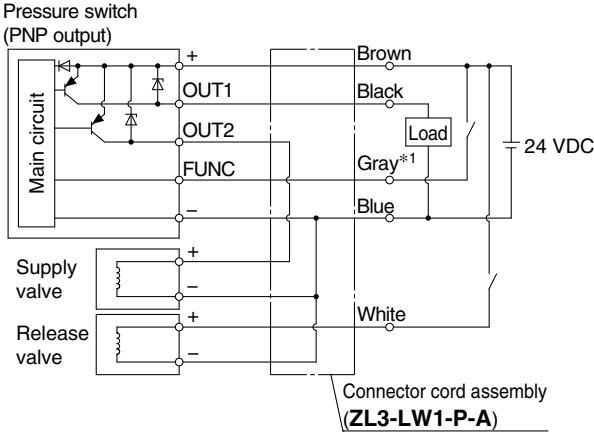 Pressure switch
(PNP output)
Main circuit
+
OUT1
OUT2
FUNC
−
Brown
Black
Load
Gray*1
Blue
24 VDC
Supply
valve
+
−
Release
valve
+
−
White
Connector cord assembly
(ZL3-LW1-P-A)